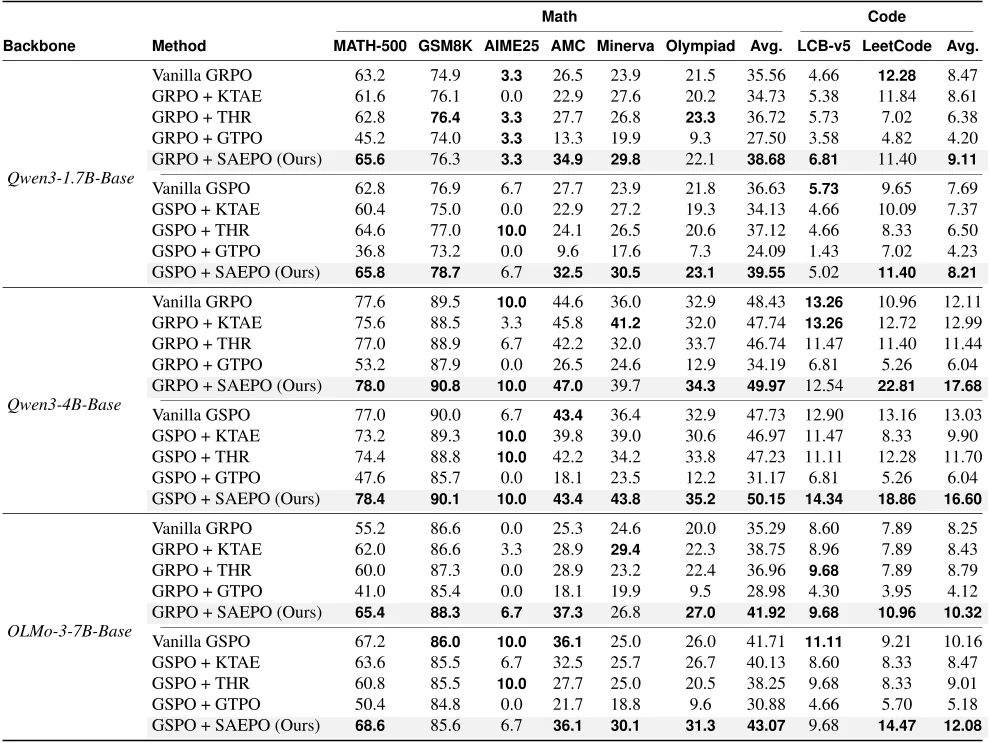 Math Code
Backbone Method MATH-500 GSM8K AIME25 AMC Minerva Olympiad Avg. LCB-v5 LeetCode Avg.
Vanilla GRPO 63.2 74.9 3.3 26.5 23.9 21.5 35.56 4.66 12.28 8.47
GRPO + KTAE 61.6 76.1 0.0 22.9 27.6 20.2 34.73 5.38 11.84 8.61
GRPO + THR 62.8 76.4 3.3 27.7 26.8 23.3 36.72 5.73 7.02 6.38
GRPO + GTPO 45.2 74.0 3.3 13.3 19.9 9.3 27.50 3.58 4.82 4.20
GRPO + SAEPO (Ours) 65.6 76.3 3.3 34.9 29.8 22.1 38.68 6.81 11.40 9.11
Qwen3-1.7B-Base
Vanilla GSPO 62.8 76.9 6.7 27.7 23.9 21.8 36.63 5.73 9.65 7.69
GSPO + KTAE 60.4 75.0 0.0 22.9 27.2 19.3 34.13 4.66 10.09 7.37
GSPO + THR 64.6 77.0 10.0 24.1 26.5 20.6 37.12 4.66 8.33 6.50
GSPO + GTPO 36.8 73.2 0.0 9.6 17.6 7.3 24.09 1.43 7.02 4.23
GSPO + SAEPO (Ours) 65.8 78.7 6.7 32.5 30.5 23.1 39.55 5.02 11.40 8.21
Vanilla GRPO 77.6 89.5 10.0 44.6 36.0 32.9 48.43 13.26 10.96 12.11
GRPO + KTAE 75.6 88.5 3.3 45.8 41.2 32.0 47.74 13.26 12.72 12.99
GRPO + THR 77.0 88.9 6.7 42.2 32.0 33.7 46.74 11.47 11.40 11.44
GRPO + GTPO 53.2 87.9 0.0 26.5 24.6 12.9 34.19 6.81 5.26 6.04
GRPO + SAEPO (Ours) 78.0 90.8 10.0 47.0 39.7 34.3 49.97 12.54 22.81 17.68
Qwen3-4B-Base
Vanilla GSPO 77.0 90.0 6.7 43.4 36.4 32.9 47.73 12.90 13.16 13.03
GSPO + KTAE 73.2 89.3 10.0 39.8 39.0 30.6 46.97 11.47 8.33 9.90
GSPO + THR 74.4 88.8 10.0 42.2 34.2 33.8 47.23 11.11 12.28 11.70
GSPO + GTPO 47.6 85.7 0.0 18.1 23.5 12.2 31.17 6.81 5.26 6.04
GSPO + SAEPO (Ours) 78.4 90.1 10.0 43.4 43.8 35.2 50.15 14.34 18.86 16.60
Vanilla GRPO 55.2 86.6 0.0 25.3 24.6 20.0 35.29 8.60 7.89 8.25
GRPO + KTAE 62.0 86.6 3.3 28.9 29.4 22.3 38.75 8.96 7.89 8.43
GRPO + THR 60.0 87.3 0.0 28.9 23.2 22.4 36.96 9.68 7.89 8.79
GRPO + GTPO 41.0 85.4 0.0 18.1 19.9 9.5 28.98 4.30 3.95 4.12
GRPO + SAEPO (Ours) 65.4 88.3 6.7 37.3 26.8 27.0 41.92 9.68 10.96 10.32
OLMo-3-7B-Base
Vanilla GSPO 67.2 86.0 10.0 36.1 25.0 26.0 41.71 11.11 9.21 10.16
GSPO + KTAE 63.6 85.5 6.7 32.5 25.7 26.7 40.13 8.60 8.33 8.47
GSPO + THR 60.8 85.5 10.0 27.7 25.0 20.5 38.25 9.68 8.33 9.01
GSPO + GTPO 50.4 84.8 0.0 21.7 18.8 9.6 30.88 4.66 5.70 5.18
GSPO + SAEPO (Ours) 68.6 85.6 6.7 36.1 30.1 31.3 43.07 9.68 14.47 12.08